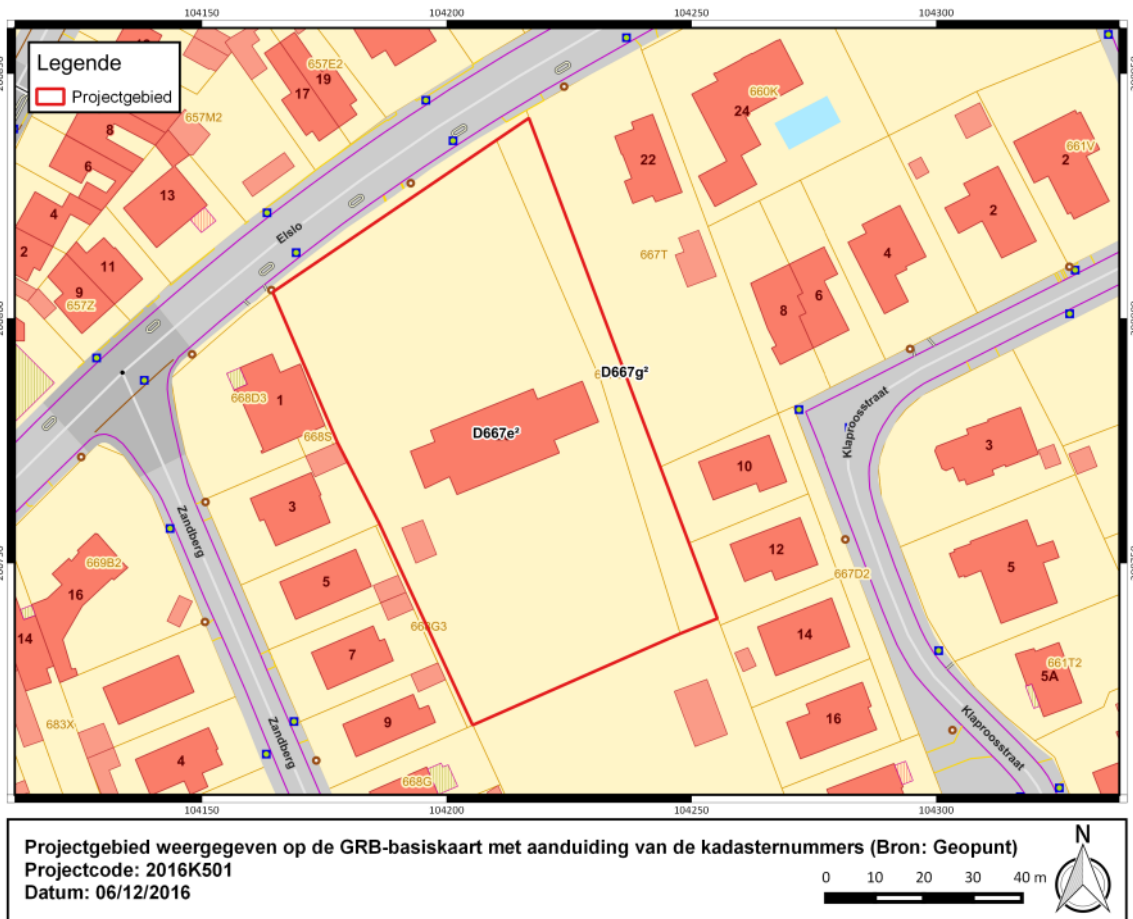 104150 104200 104250 104300
Legende
Projectgebied
657E2
19
17
657M2
8
6
13
4
2
11
9
657Z
Elslo
660K
24
22
661V
2
2
4
667T
8
6
D667g²
668D3
1
668S
D667e²
Klaproosstraat
3
3
10
Zandberg
12
5
5
669B2
16
14
667D2
668G3
14
7
661T2
5A
683X
9
16
Zandberg
4
668G
Klaproosstraat
104150 104200 104250 104300
Projectgebied weergegeven op de GRB-basiskaart met aanduiding van de kadasternummers (Bron: Geopunt)
Projectcode: 2016K501
Datum: 06/12/2016
0 10 20 30 40 m
N